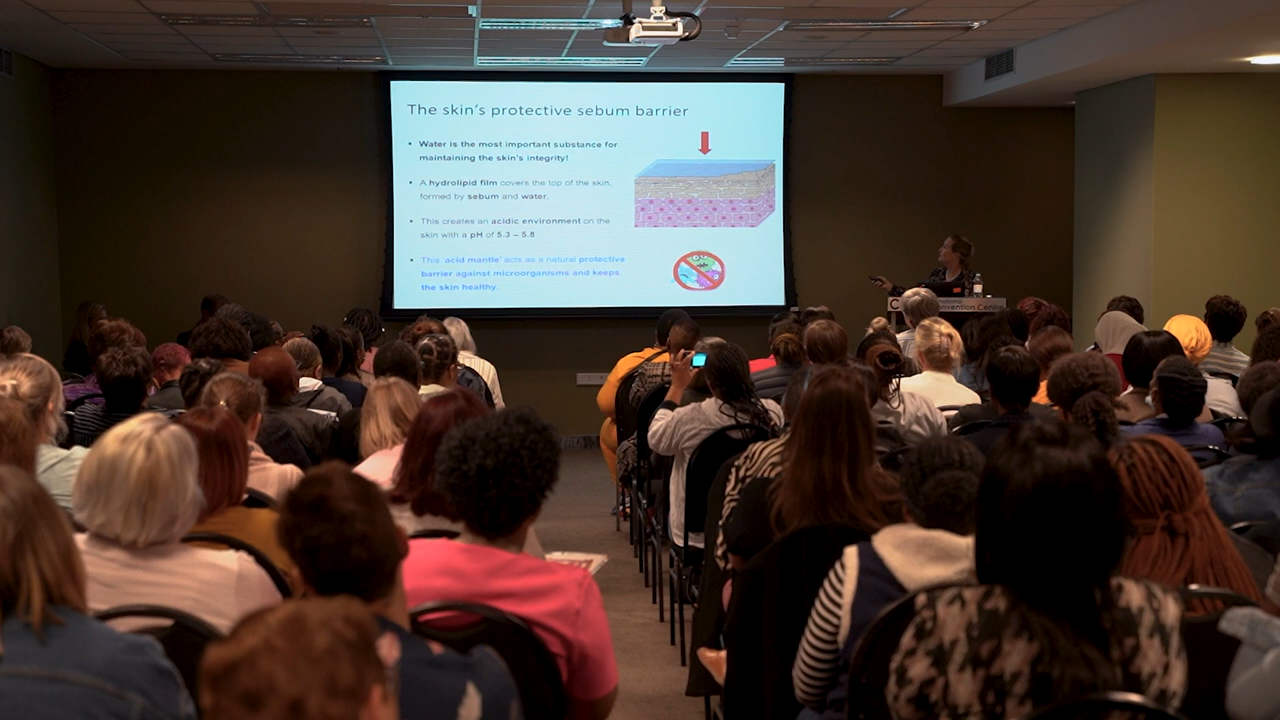 The skin's protective sebum barrier
• Water is the most important substance for
maintaining the skin's integrity!
• A hydrolipid film covers the top of the skin,
formed by sebum and water.
• This creates an acidic environment on the
skin with a pH of 5.3 – 5.8
• This 'acid mantle' acts as a natural protective
barrier against microorganisms and keeps
the skin healthy.
Convention Centre